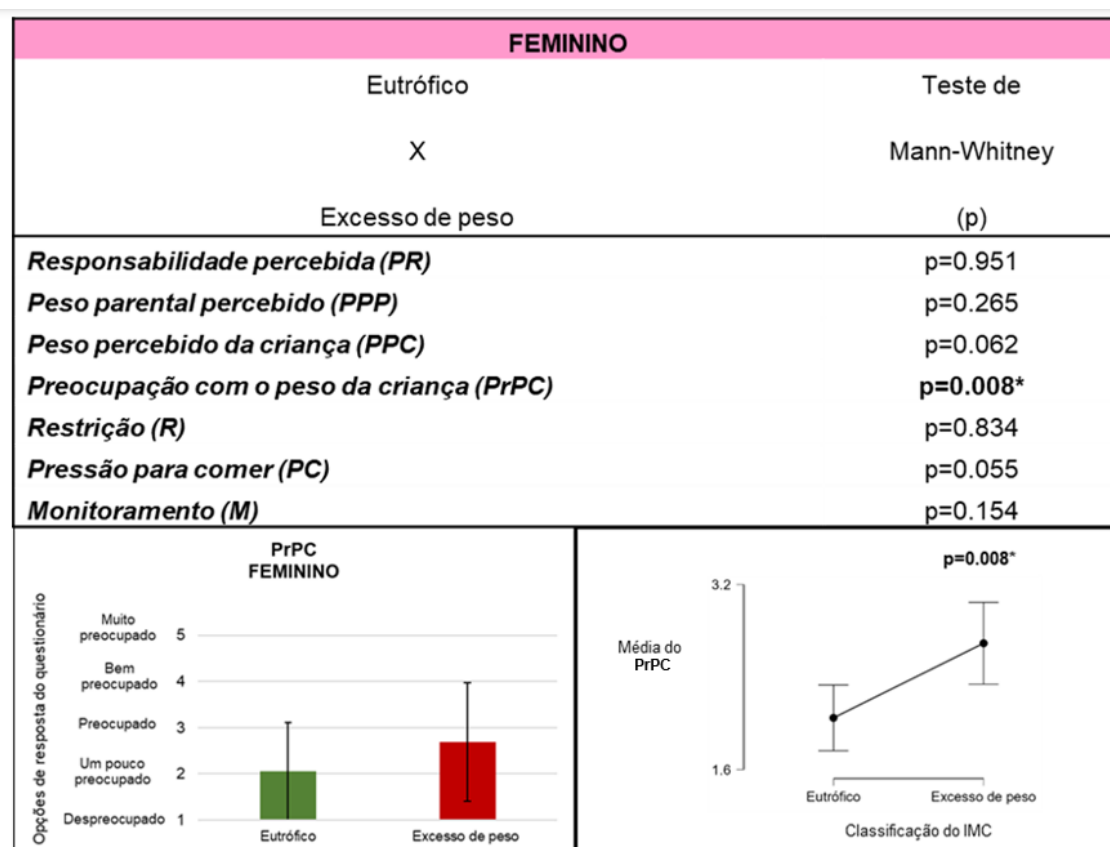 FEMININO
Eutrófico
X
Excesso de peso
Teste de
Mann-Whitney
(p)
Responsabilidade percebida (PR) p=0.951
Peso parental percebido (PPP) p=0.265
Peso percebido da criança (PPC) p=0.062
Preocupação com o peso da criança (PrPC) p=0.008*
Restrição (R) p=0.834
Pressão para comer (PC) p=0.055
Monitoramento (M) p=0.154
PrPC
FEMININO
Opções de resposta do questionário
Muito
preocupado 5
Bem
preocupado 4
Preocupado 3
Um pouco
preocupado 2
Despreocupado 1
Eutrófico Excesso de peso
p=0.008*
3.2
Média do
PrPC
1.6
Eutrófico Excesso de peso
Classificação do IMC